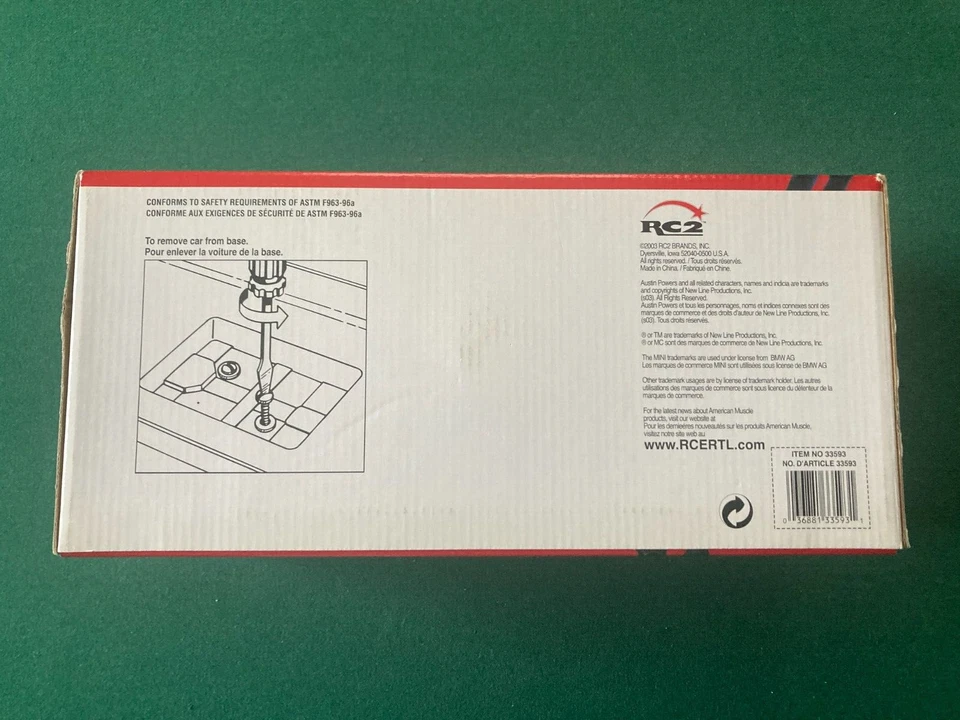 CONFORMS TO SAFETY REQUIREMENTS OF ASTM F963-96a
CONFORME AUX EXIGENCES DE SÉCURITÉ DE ASTM F963-96a
To remove car from base.
Pour enlever la voiture de la base.
RC2™
©2003 RC2 BRANDS, INC.
Dyersville, Iowa 52040-0500 U.S.A.
All rights reserved. / Tous droits réservés.
Made in China. / Fabriqué en Chine.
Austin Powers and all related characters, names and indicia are trademarks
and copyrights of New Line Productions, Inc.
(s03). All Rights Reserved.
Austin Powers et tous les personnages, noms et indices connexes sont des
marques de commerce et des droits d'auteur de New Line Productions, Inc.
(s03). Tous droits réservés.
® or TM are trademarks of New Line Productions, Inc.
® or MC sont des marques de commerce de New Line Productions, Inc.
The MINI trademarks are used under license from BMW AG
Les marques de commerce MINI sont utilisées sous license de BMW AG
Other trademark usages are by license of trademark holder. Les autres
utilisations des marques de commerce sont sous licence du détenteur de la
marques de commerce.
For the latest news about American Muscle
products, visit our website at
Pour les dernieères nouveautés sur les produits American Muscle,
visitez notre site web au
www.RCERTL.com
ITEM NO 33593
NO. D'ARTICLE 33593
0 36881 33593 1